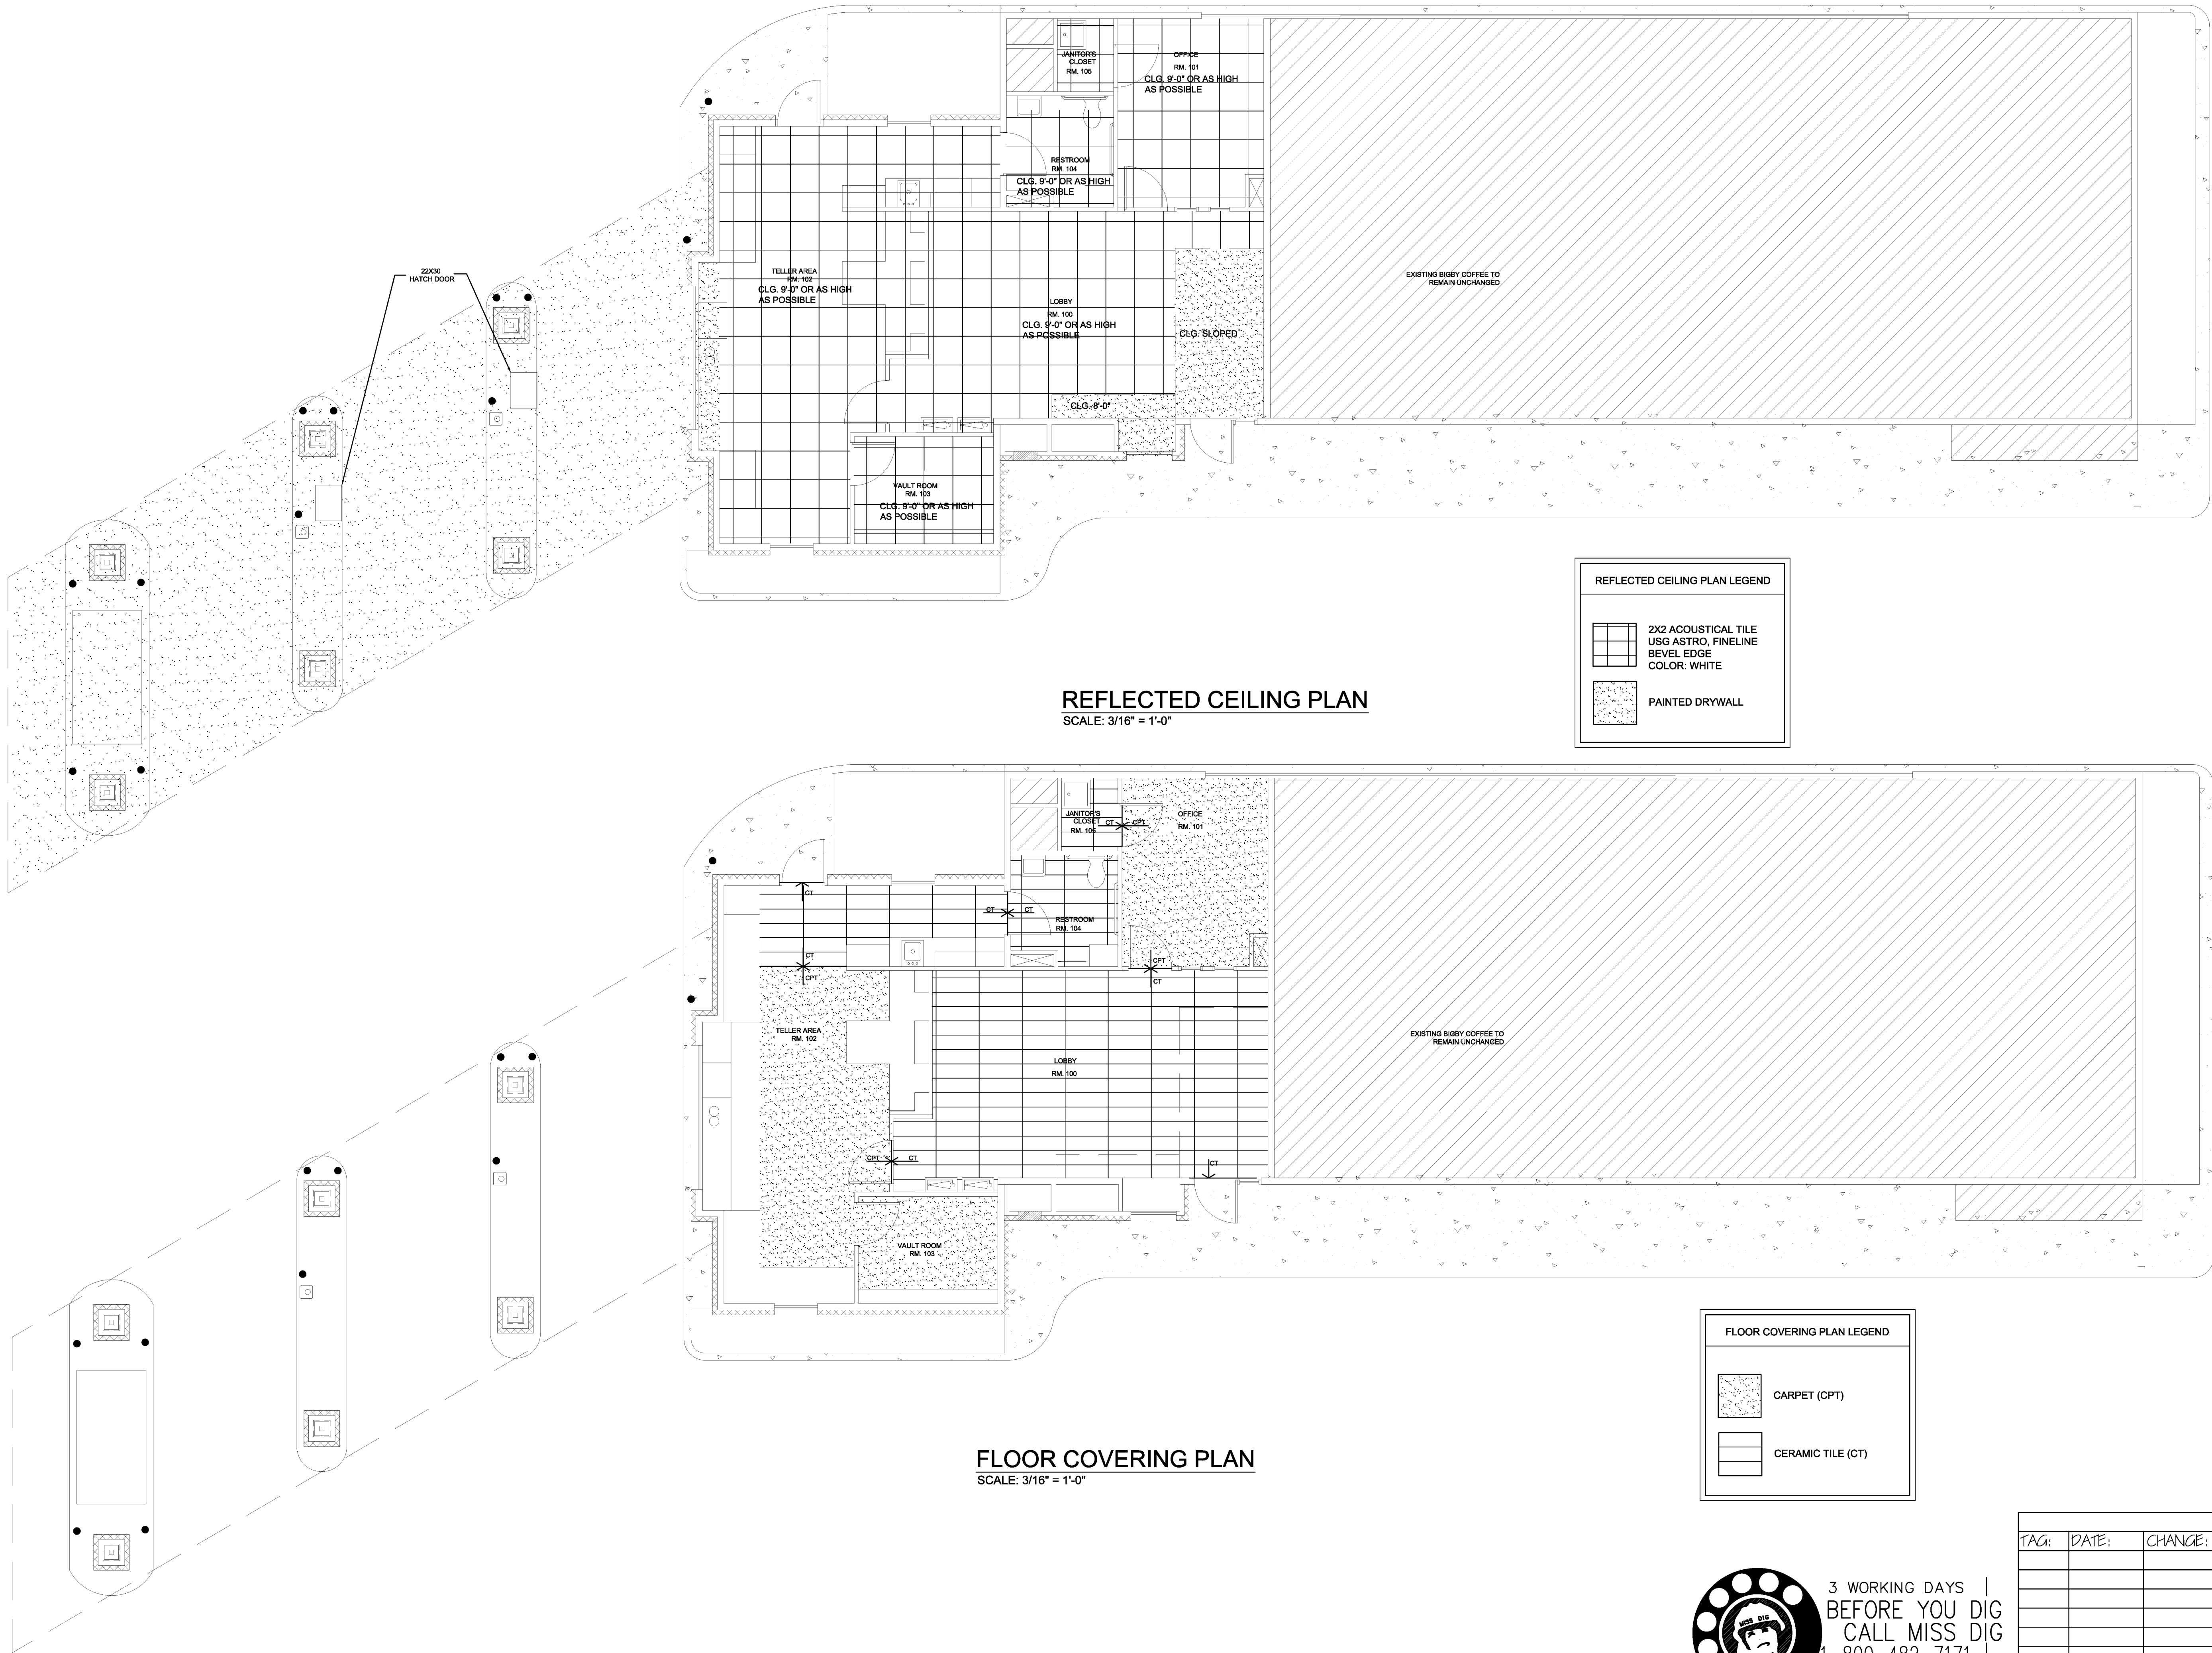 JANITOR'S
CLOSET
RM. 105
OFFICE
RM. 101
CLG. 9'-0" OR AS HIGH
AS POSSIBLE
RESTROOM
RM. 104
CLG. 9'-0" OR AS HIGH
AS POSSIBLE
22X30
HATCH DOOR
TELLER AREA
RM. 102
CLG. 9'-0" OR AS HIGH
AS POSSIBLE
LOBBY
RM. 100
CLG. 9'-0" OR AS HIGH
AS POSSIBLE
CLG. SLOPED
CLG. 8'-0"
EXISTING BIGBY COFFEE TO
REMAIN UNCHANGED
VAULT ROOM
RM. 103
CLG. 9'-0" OR AS HIGH
AS POSSIBLE
REFLECTED CEILING PLAN LEGEND
2X2 ACOUSTICAL TILE
USG ASTRO, FINELINE
BEVEL EDGE
COLOR: WHITE
PAINTED DRYWALL
REFLECTED CEILING PLAN
SCALE: 3/16" = 1'-0"
JANITOR'S
CLOSET
RM. 105
CT
CPT
OFFICE
RM. 101
CT
CT
CT
RESTROOM
RM. 104
CT
CPT
CPT
CT
TELLER AREA
RM. 102
LOBBY
RM. 100
EXISTING BIGBY COFFEE TO
REMAIN UNCHANGED
CPT
CT
CT
VAULT ROOM
RM. 103
FLOOR COVERING PLAN LEGEND
CARPET (CPT)
CERAMIC TILE (CT)
FLOOR COVERING PLAN
SCALE: 3/16" = 1'-0"
TAG:
DATE:
CHANGE:
MISS DIG
3 WORKING DAYS
BEFORE YOU DIG
CALL MISS DIG
1 800 482 7171